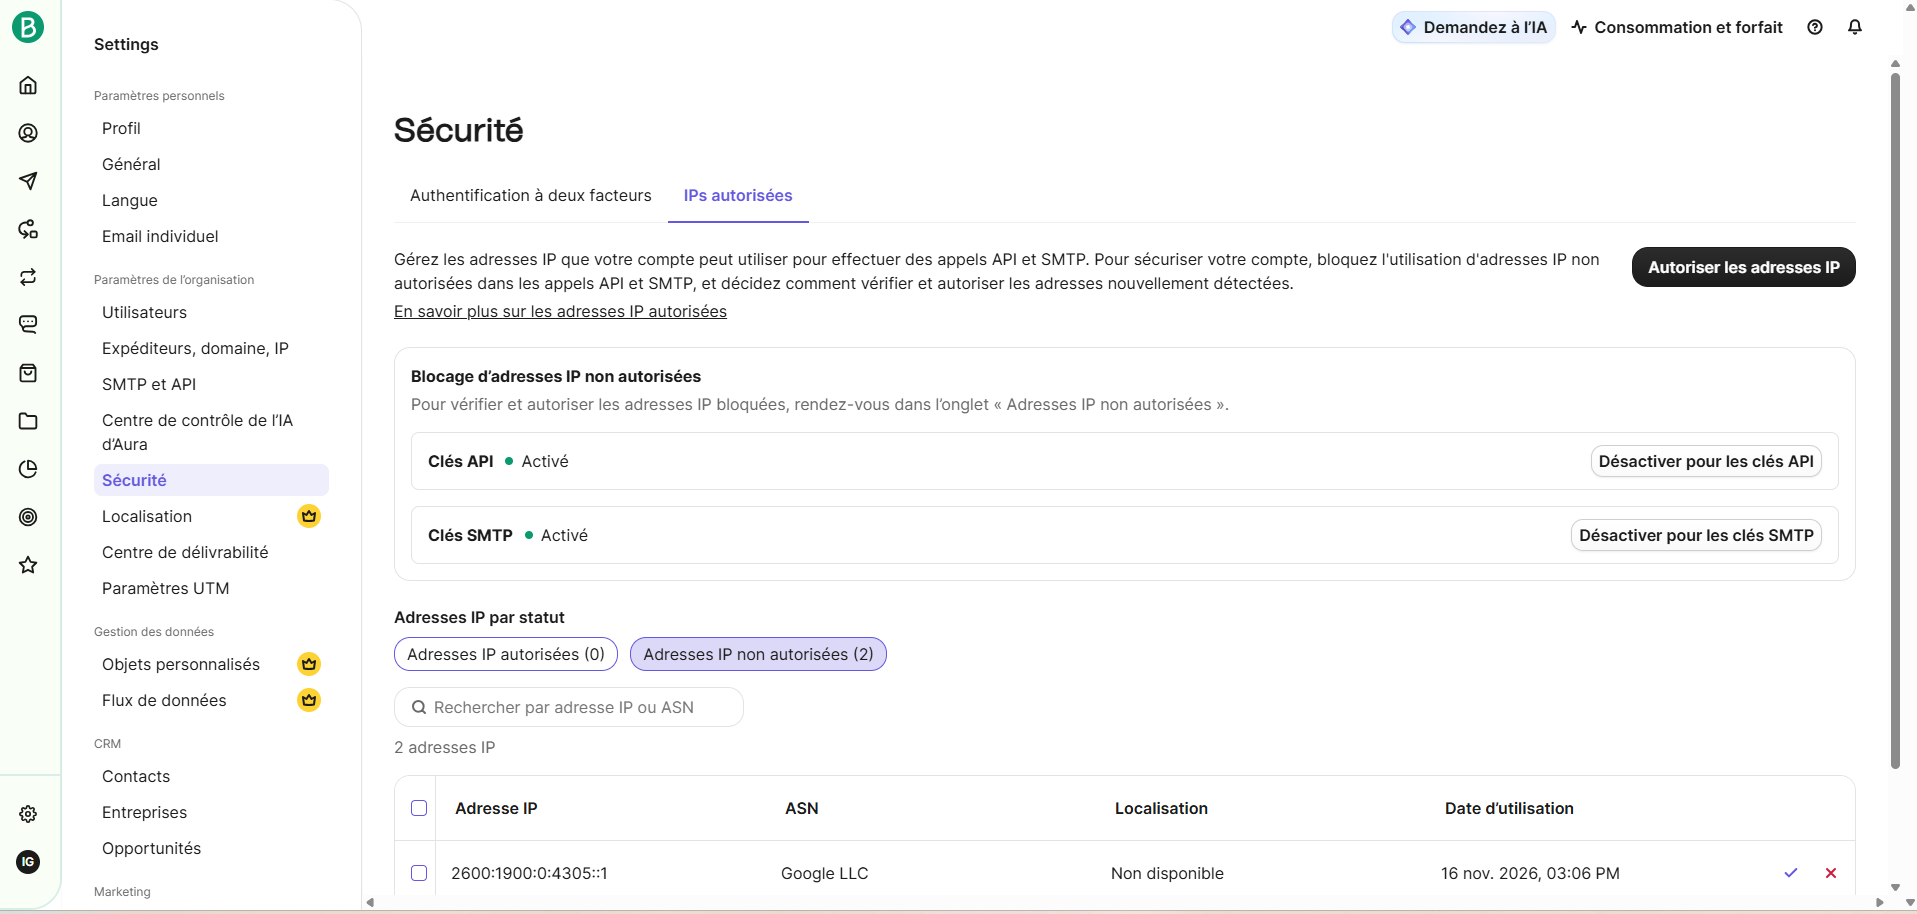 B
Settings
Paramètres personnels
Profil
Général
Langue
Email individuel
Paramètres de l’organisation
Utilisateurs
Expéditeurs, domaine, IP
SMTP et API
Centre de contrôle de l’IA
d’Aura
Sécurité
Localisation
Centre de délivrabilité
Paramètres UTM
Gestion des données
Objets personnalisés
Flux de données
CRM
Contacts
Entreprises
Opportunités
Marketing
IG
Demandez à l’IA
Consommation et forfait
Sécurité
Authentification à deux facteurs
IPs autorisées
Gérez les adresses IP que votre compte peut utiliser pour effectuer des appels API et SMTP. Pour sécuriser votre compte, bloquez l'utilisation d'adresses IP non
autorisées dans les appels API et SMTP, et décidez comment vérifier et autoriser les adresses nouvellement détectées.
En savoir plus sur les adresses IP autorisées
Autoriser les adresses IP
Blocage d’adresses IP non autorisées
Pour vérifier et autoriser les adresses IP bloquées, rendez-vous dans l’onglet « Adresses IP non autorisées ».
Clés API Activé
Désactiver pour les clés API
Clés SMTP Activé
Désactiver pour les clés SMTP
Adresses IP par statut
Adresses IP autorisées (0)
Adresses IP non autorisées (2)
Rechercher par adresse IP ou ASN
2 adresses IP
Adresse IP ASN Localisation Date d’utilisation
2600:1900:0:4305::1 Google LLC Non disponible 16 nov. 2026, 03:06 PM